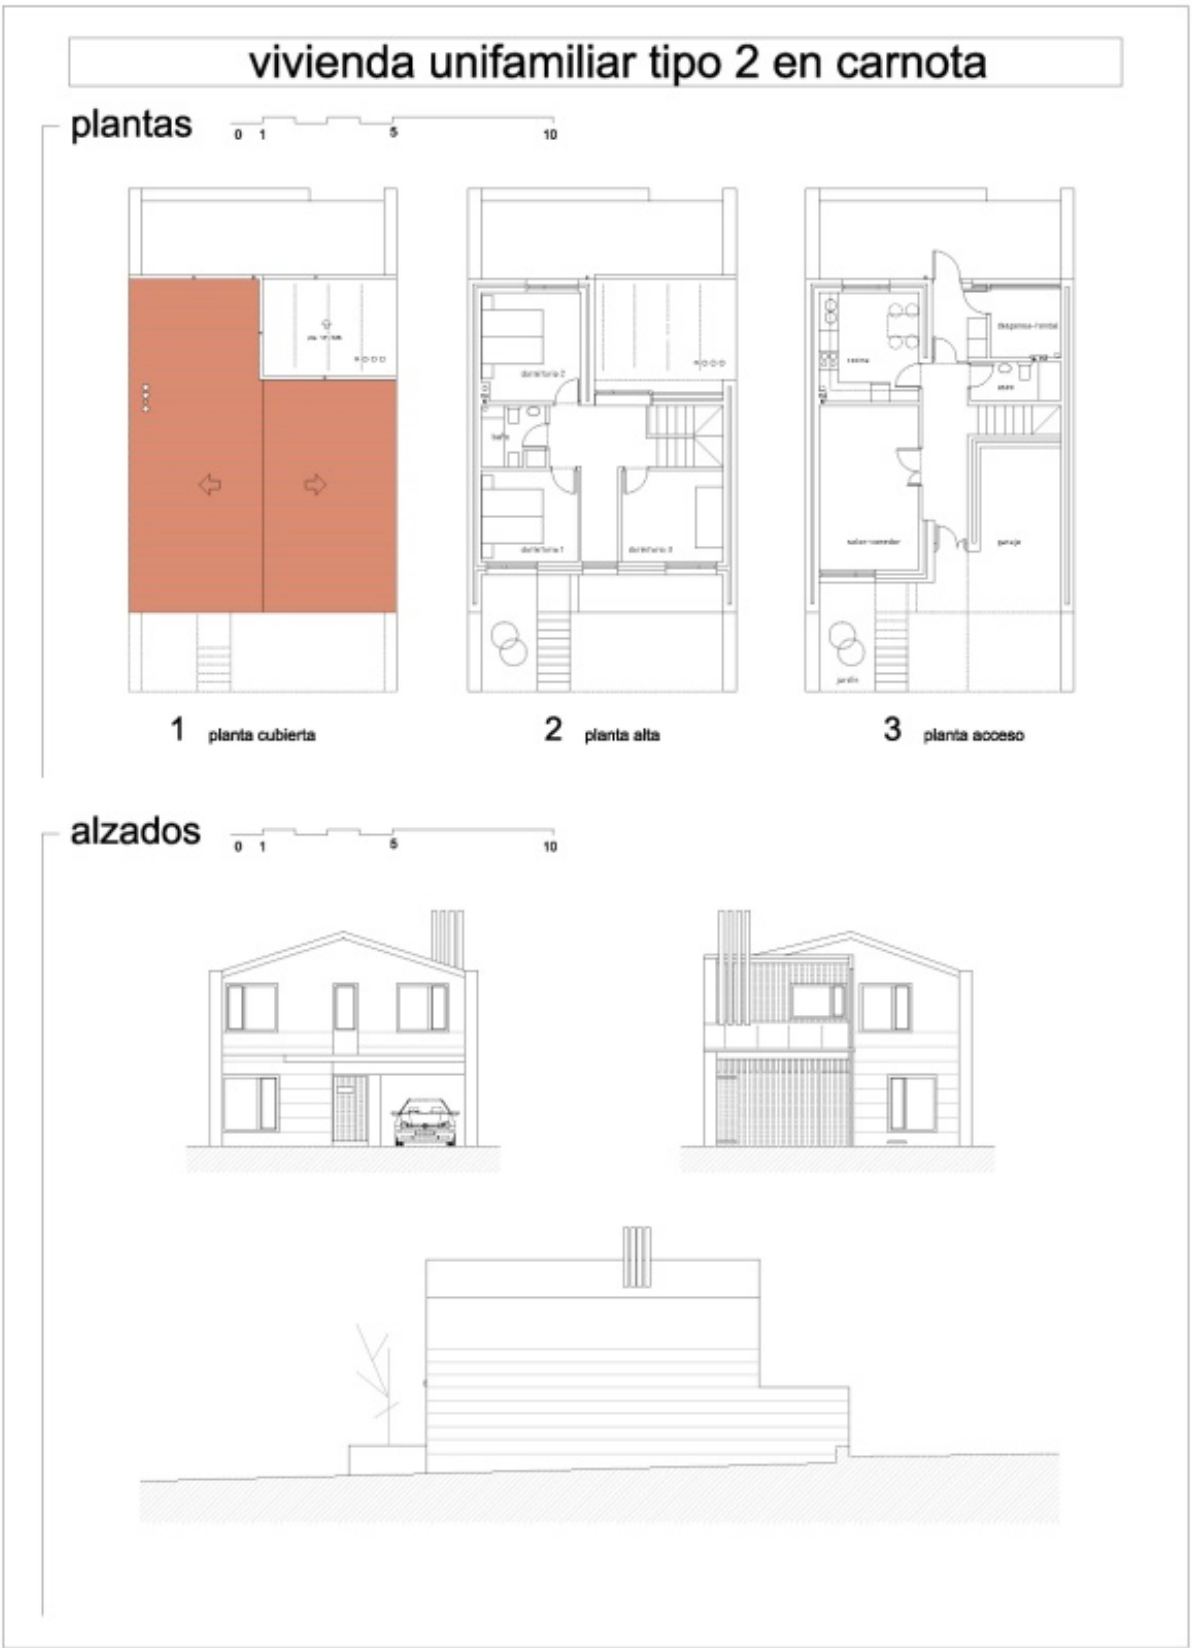 vivienda unifamiliar tipo 2 en carnota
plantas
0 1 5 10
dormitorio 2
baño
dormitorio 1
dormitorio 3
cocina
aseo
salon-comedor
garaje
jardin
1 planta cubierta
2 planta alta
3 planta acceso
alzados
0 1 5 10